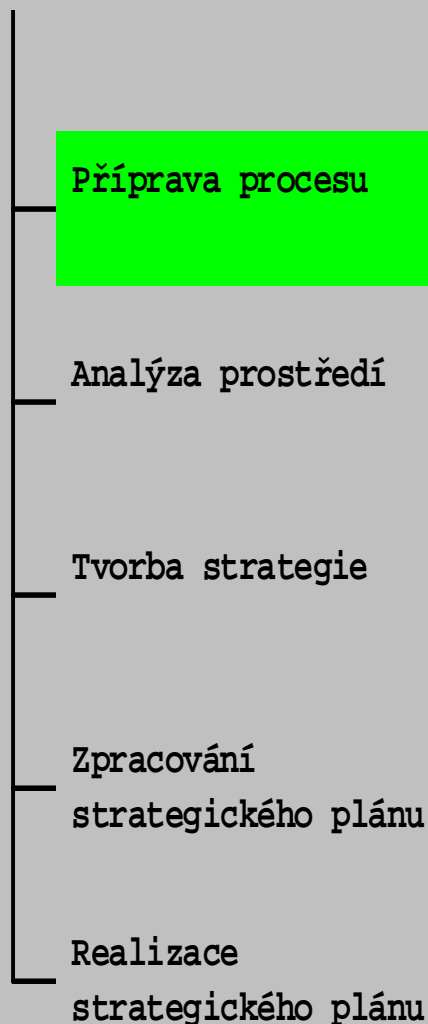 Příprava procesu
Analýza prostředí
Tvorba strategie
Zpracování
strategického plánu
Realizace
strategického plánu